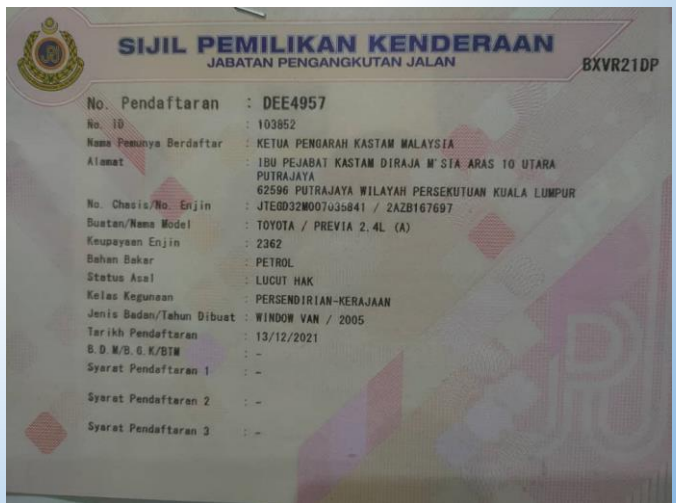 SIJIL PEMILIKAN KENDERAAN
JABATAN PENGANGKUTAN JALAN
BXVR21DP
No. Pendaftaran : DEE4957
No. ID : 103852
Nama Pemunya Berdaftar : KETUA PENGARAH KASTAM MALAYSIA
Alamat : IBU PEJABAT KASTAM DIRAJA M'SIA ARAS 10 UTARA
PUTRAJAYA
62596 PUTRAJAYA WILAYAH PERSEKUTUAN KUALA LUMPUR
No. Chasis/No. Enjin : JTEGD32M007035841 / 2AZB167697
Buatan/Nama Model : TOYOTA / PREVIA 2.4L (A)
Keupayaan Enjin : 2362
Bahan Bakar : PETROL
Status Asal : LUCUT HAK
Kelas Kegunaan : PERSENDIRIAN-KERAJAAN
Jenis Badan/Tahun Dibuat : WINDOW VAN / 2005
Tarikh Pendaftaran : 13/12/2021
B.D.M/B.G.K/BTM : -
Syarat Pendaftaran 1 : -
Syarat Pendaftaran 2 : -
Syarat Pendaftaran 3 : -